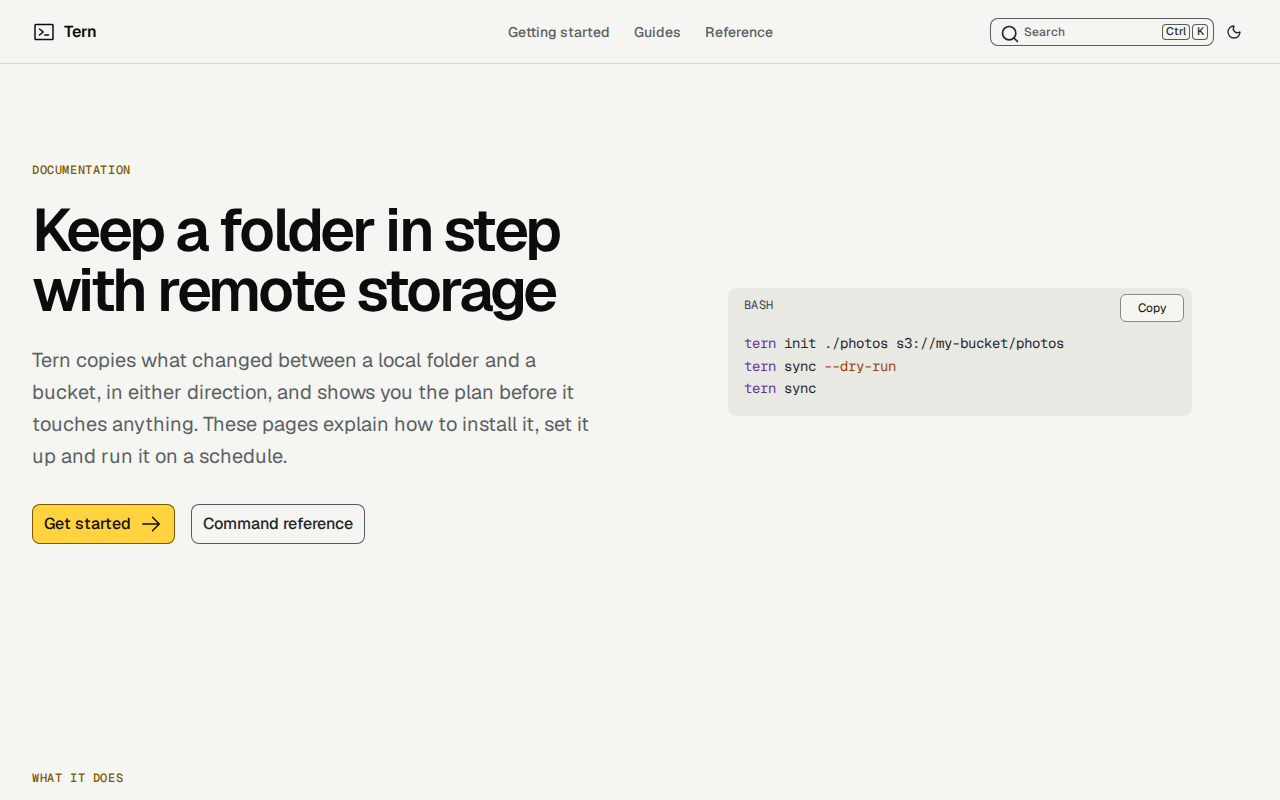 Tern
Getting started
Guides
Reference
Search
Ctrl K
DOCUMENTATION
Keep a folder in step
with remote storage
Tern copies what changed between a local folder and a
bucket, in either direction, and shows you the plan before it
touches anything. These pages explain how to install it, set it
up and run it on a schedule.
Get started
Command reference
BASH
Copy
tern init ./photos s3://my-bucket/photos
tern sync --dry-run
tern sync
WHAT IT DOES